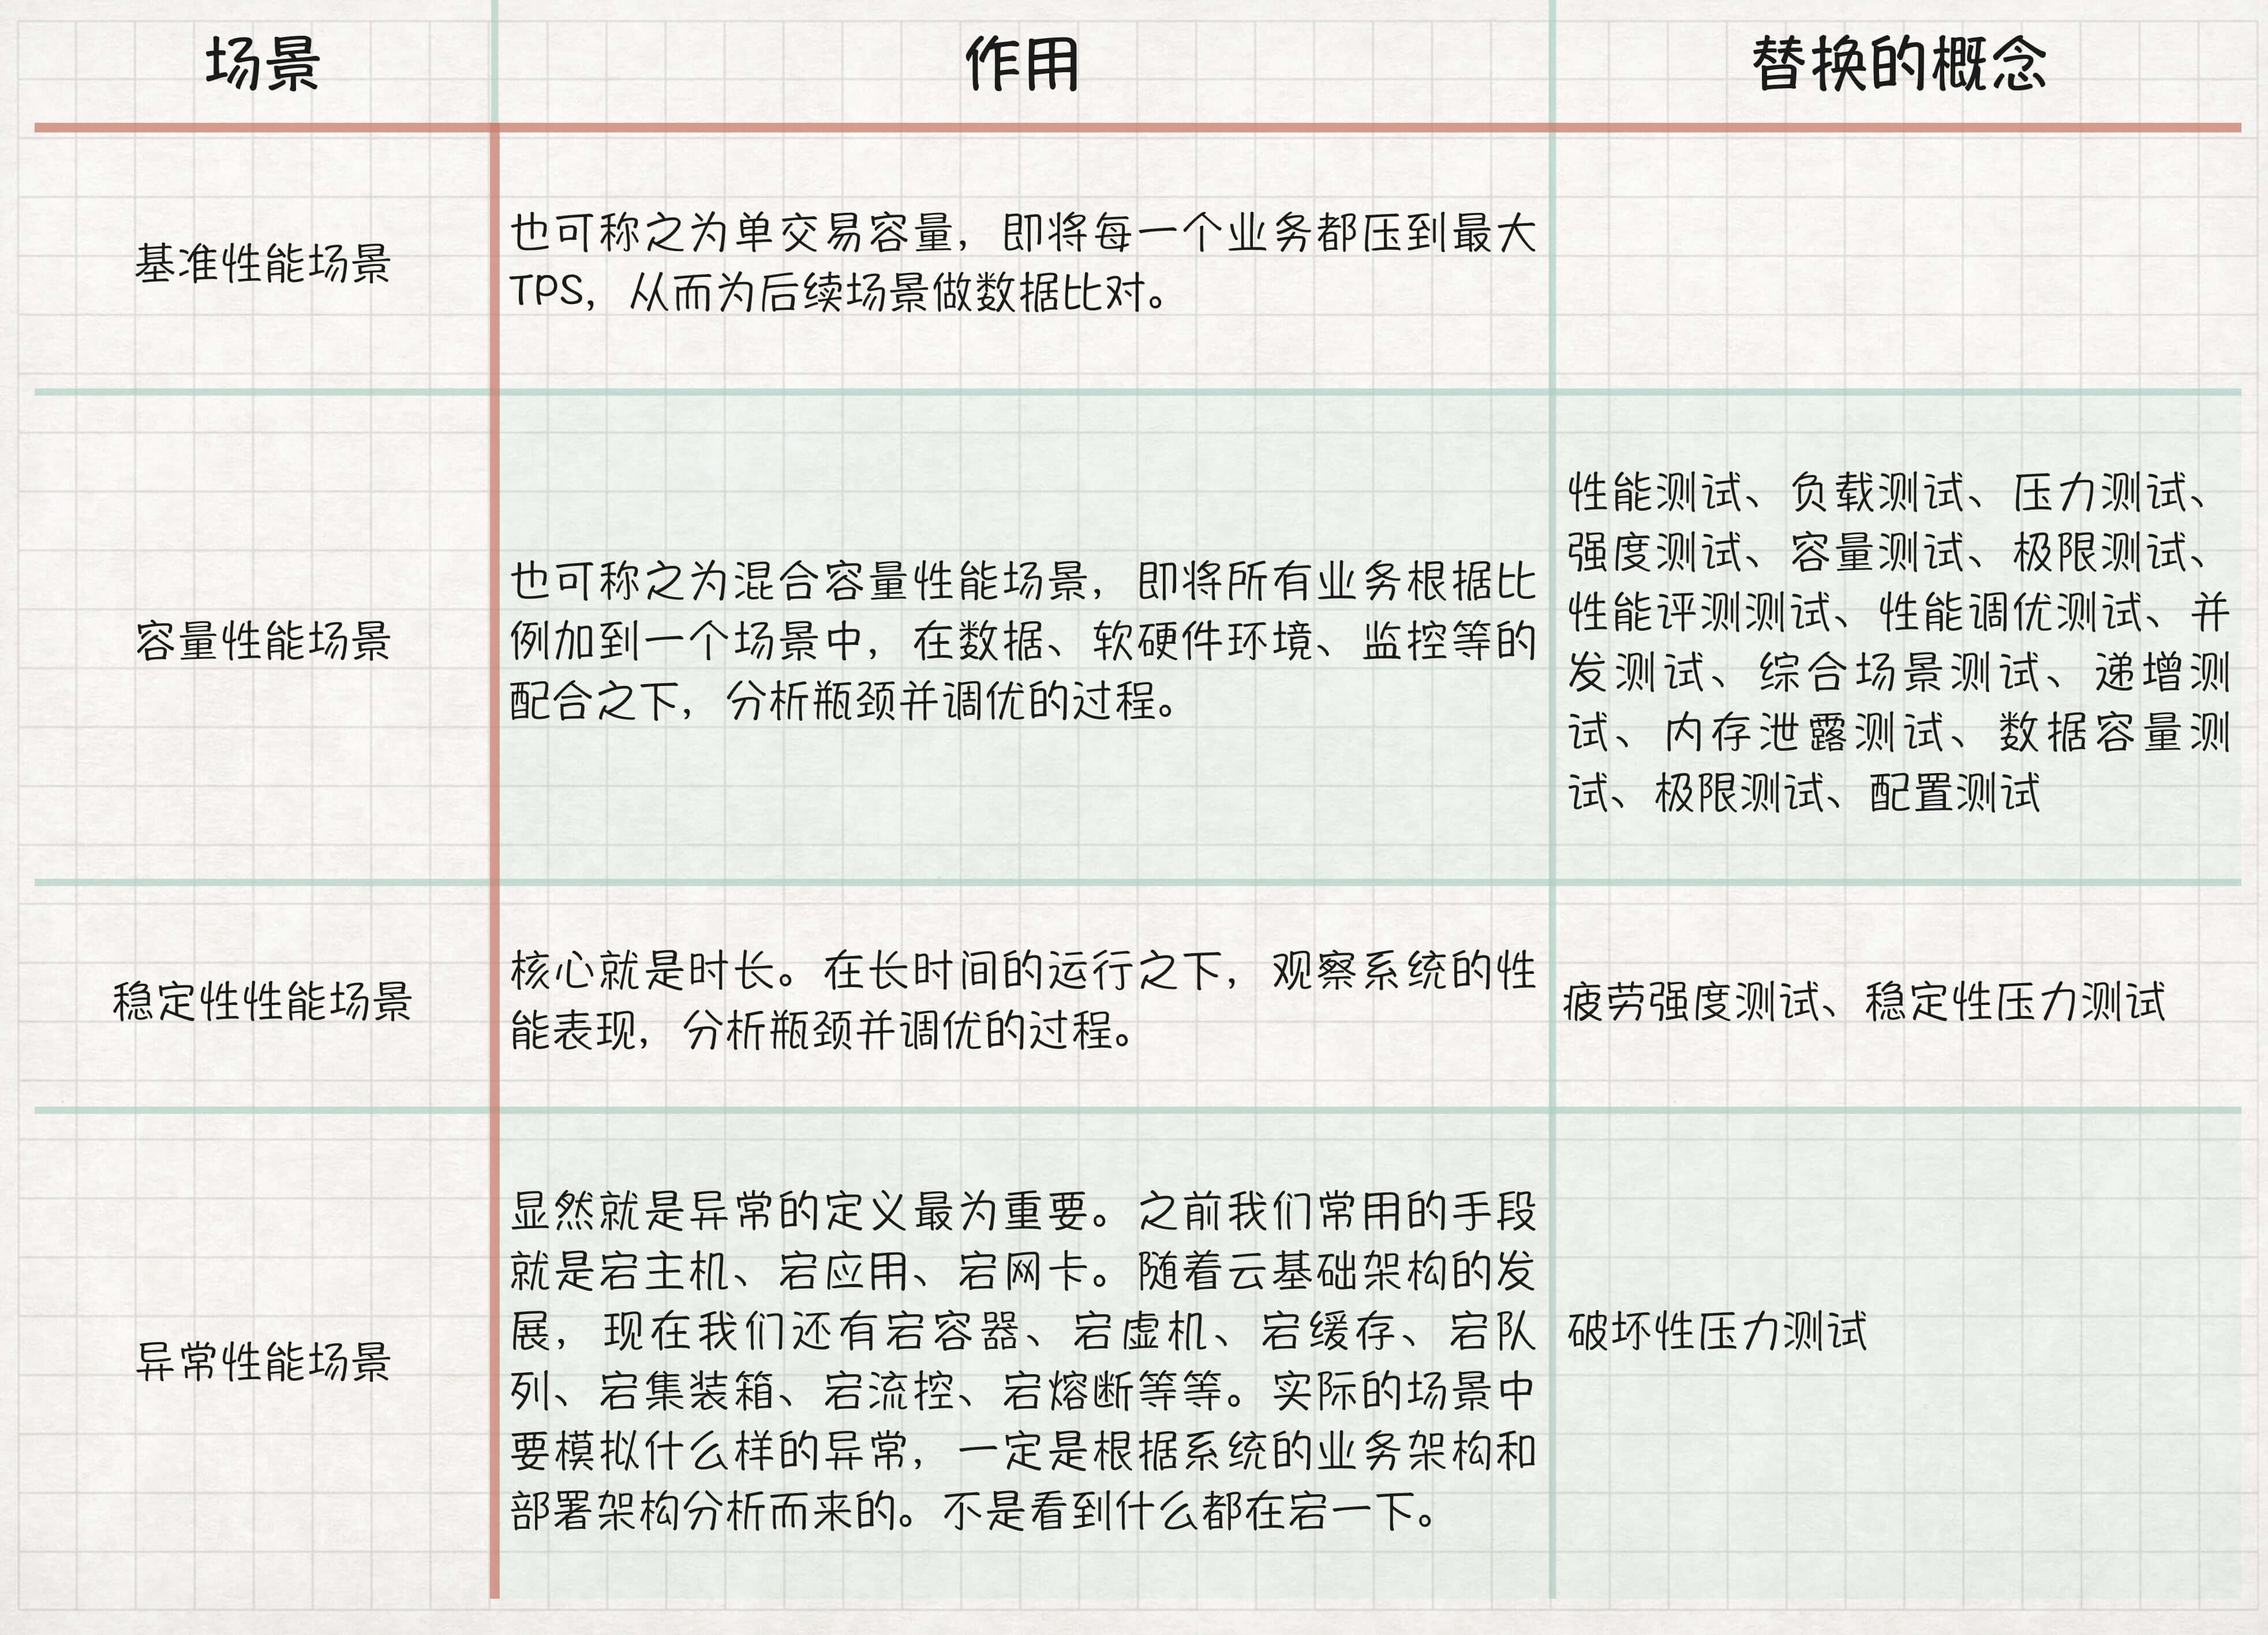 场景
作用
替换的概念
基准性能场景
也可称之为单交易容量，即将每一个业务都压到最大
TPS，从而为后续场景做数据比对。
容量性能场景
也可称之为混合容量性能场景，即将所有业务根据比
例加到一个场景中，在数据、软硬件环境、监控等的
配合之下，分析瓶颈并调优的过程。
性能测试、负载测试、压力测试、
强度测试、容量测试、极限测试、
性能评测测试、性能调优测试、并
发测试、综合场景测试、递增测
试、内存泄露测试、数据容量测
试、极限测试、配置测试
稳定性性能场景
核心就是时长。在长时间的运行之下，观察系统的性
能表现，分析瓶颈并调优的过程。
疲劳强度测试、稳定性压力测试
异常性能场景
显然就是异常的定义最为重要。之前我们常用的手段
就是宕主机、宕应用、宕网卡。随着云基础架构的发
展，现在我们还有宕容器、宕虚机、宕缓存、宕队
列、宕集装箱、宕流控、宕熔断等等。实际的场景中
要模拟什么样的异常，一定是根据系统的业务架构和
部署架构分析而来的。不是看到什么都在宕一下。
破坏性压力测试